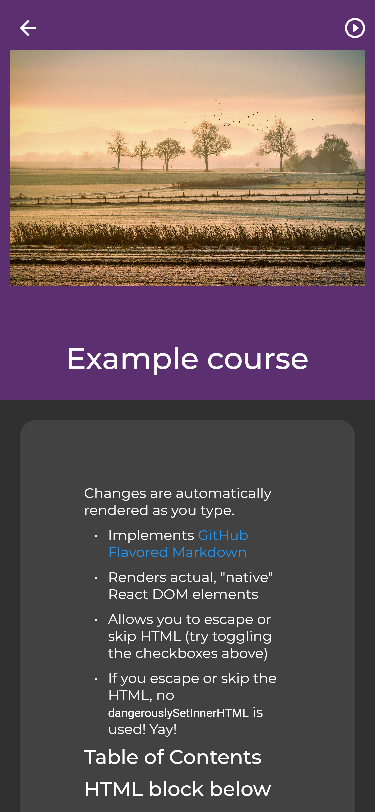 Example course
Changes are automatically
rendered as you type.
• Implements GitHub
Flavored Markdown
• Renders actual, "native"
React DOM elements
• Allows you to escape or
skip HTML (try toggling
the checkboxes above)
• If you escape or skip the
HTML, no
dangerouslySetInnerHTML is
used! Yay!
Table of Contents
HTML block below